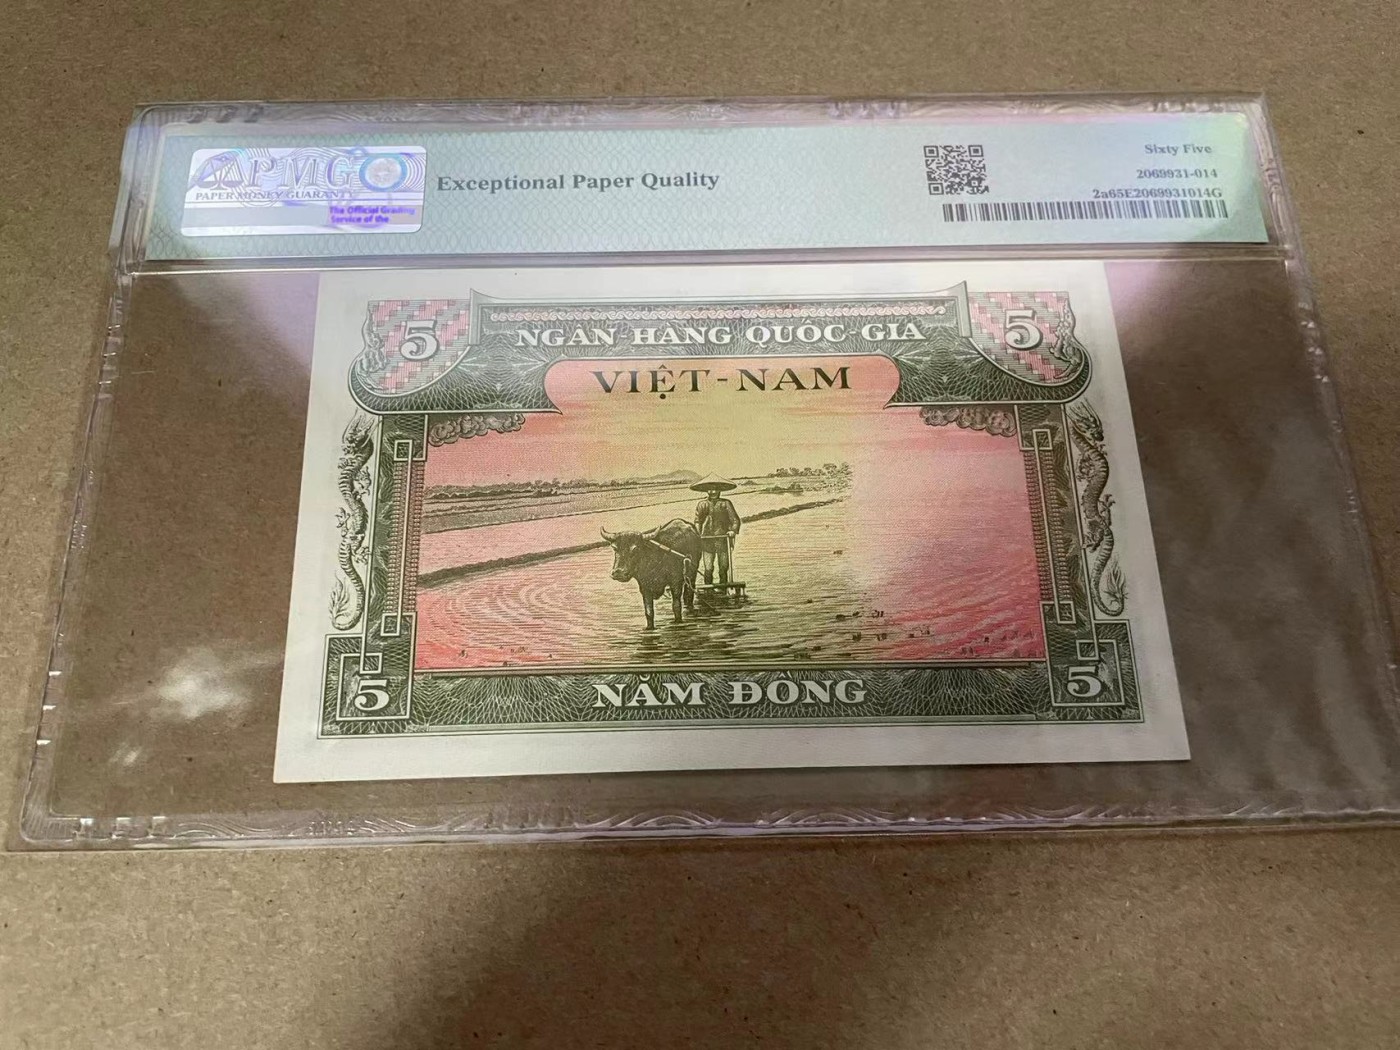 PMG
PAPER MONEY GUARANTY
The Official Grading
Service of the
Exceptional Paper Quality
Sixty Five
2069931-014
2a65E2069931014G
5
NGÂN-HÀNG QUỐC-GIA
5
VIỆT-NAM
5
NĂM ĐỒNG
5